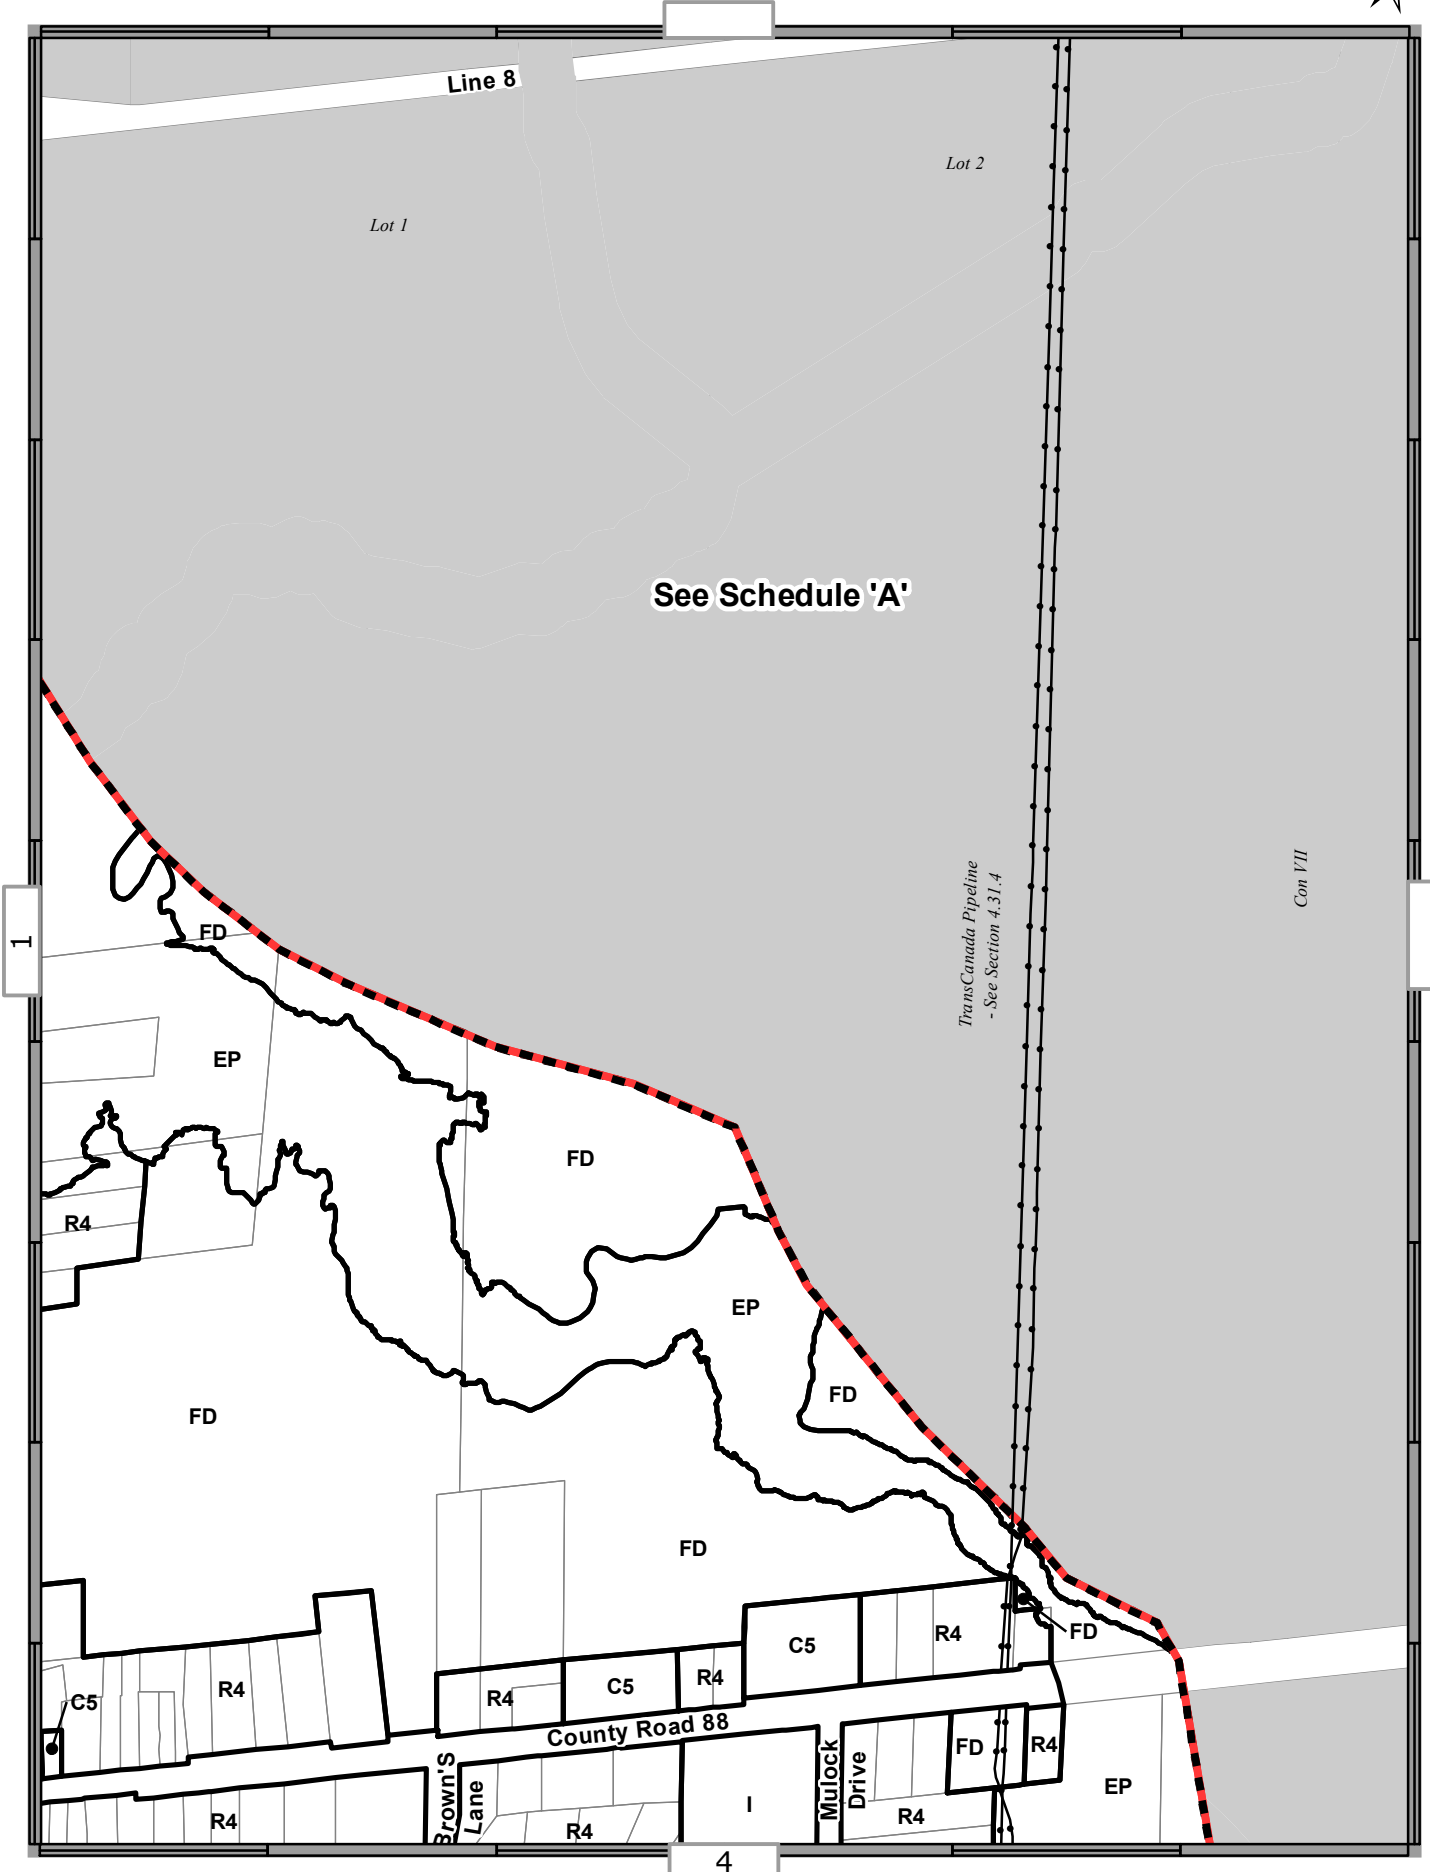 Line 8
Lot 2
Lot 1
See Schedule 'A'
TransCanada Pipeline
- See Section 4.31.4
Con VII
1
FD
EP
FD
R4
EP
FD
FD
FD
FD
C5
R4
R4
C5
R4
R4
C5
County Road 88
Brown'S
Lane
Mulock
Drive
FD
R4
EP
I
R4
R4
R4
4